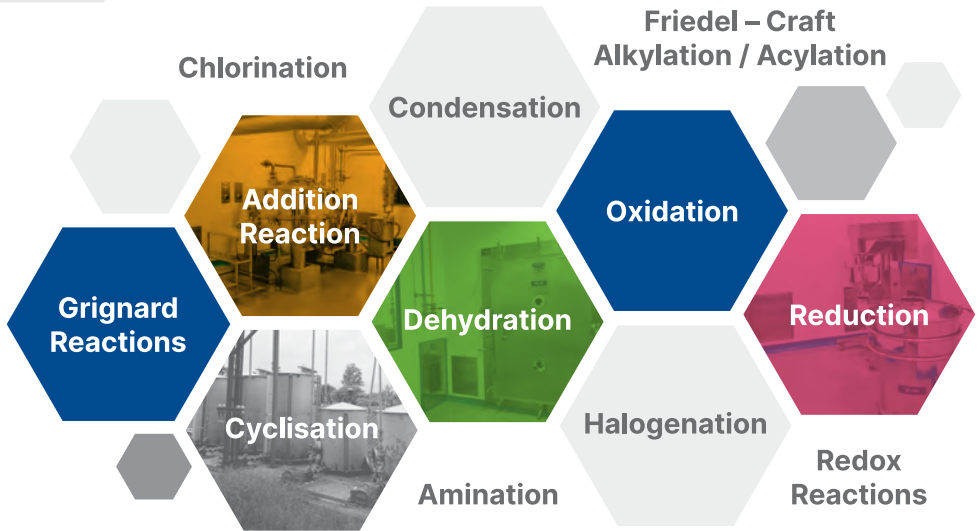 Friedel – Craft
Alkylation / Acylation
Chlorination
Condensation
Addition
Reaction
Oxidation
Grignard
Reactions
Dehydration
Reduction
Cyclisation
Halogenation
Amination
Redox
Reactions